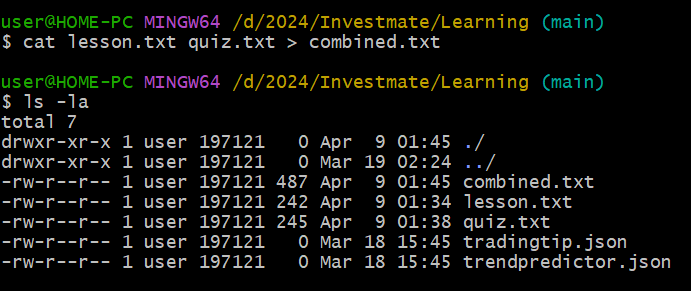 user@HOME-PC MINGW64 /d/2024/Investmate/Learning (main)
$ cat lesson.txt quiz.txt > combined.txt
user@HOME-PC MINGW64 /d/2024/Investmate/Learning (main)
$ ls -la
total 7
drwxr-xr-x 1 user 197121   0 Apr  9 01:45 ./
drwxr-xr-x 1 user 197121   0 Mar 19 02:24 ../
-rw-r--r-- 1 user 197121 487 Apr  9 01:45 combined.txt
-rw-r--r-- 1 user 197121 242 Apr  9 01:34 lesson.txt
-rw-r--r-- 1 user 197121 245 Apr  9 01:38 quiz.txt
-rw-r--r-- 1 user 197121   0 Mar 18 15:45 tradingtip.json
-rw-r--r-- 1 user 197121   0 Mar 18 15:45 trendpredictor.json